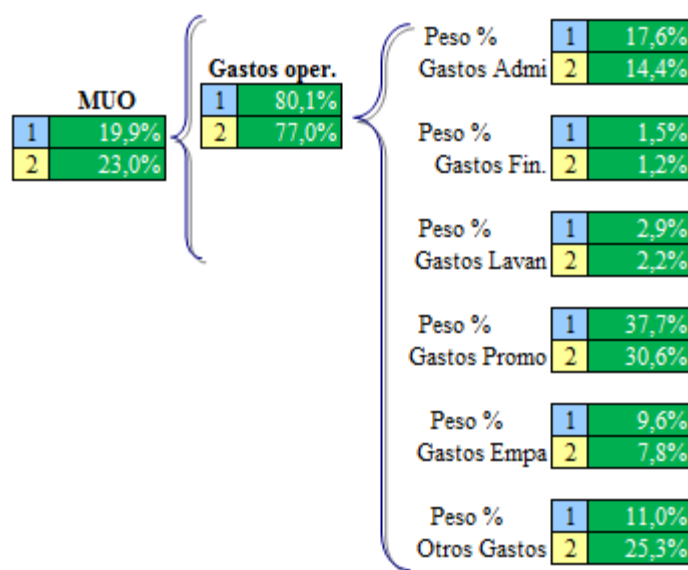 Peso % 1 17,6%
Gastos Admi 2 14,4%
Gastos oper.
1 80,1%
2 77,0%
MUO
1 19,9%
2 23,0%
Peso % 1 1,5%
Gastos Fin. 2 1,2%
Peso % 1 2,9%
Gastos Lavan 2 2,2%
Peso % 1 37,7%
Gastos Promo 2 30,6%
Peso % 1 9,6%
Gastos Empa 2 7,8%
Peso % 1 11,0%
Otros Gastos 2 25,3%